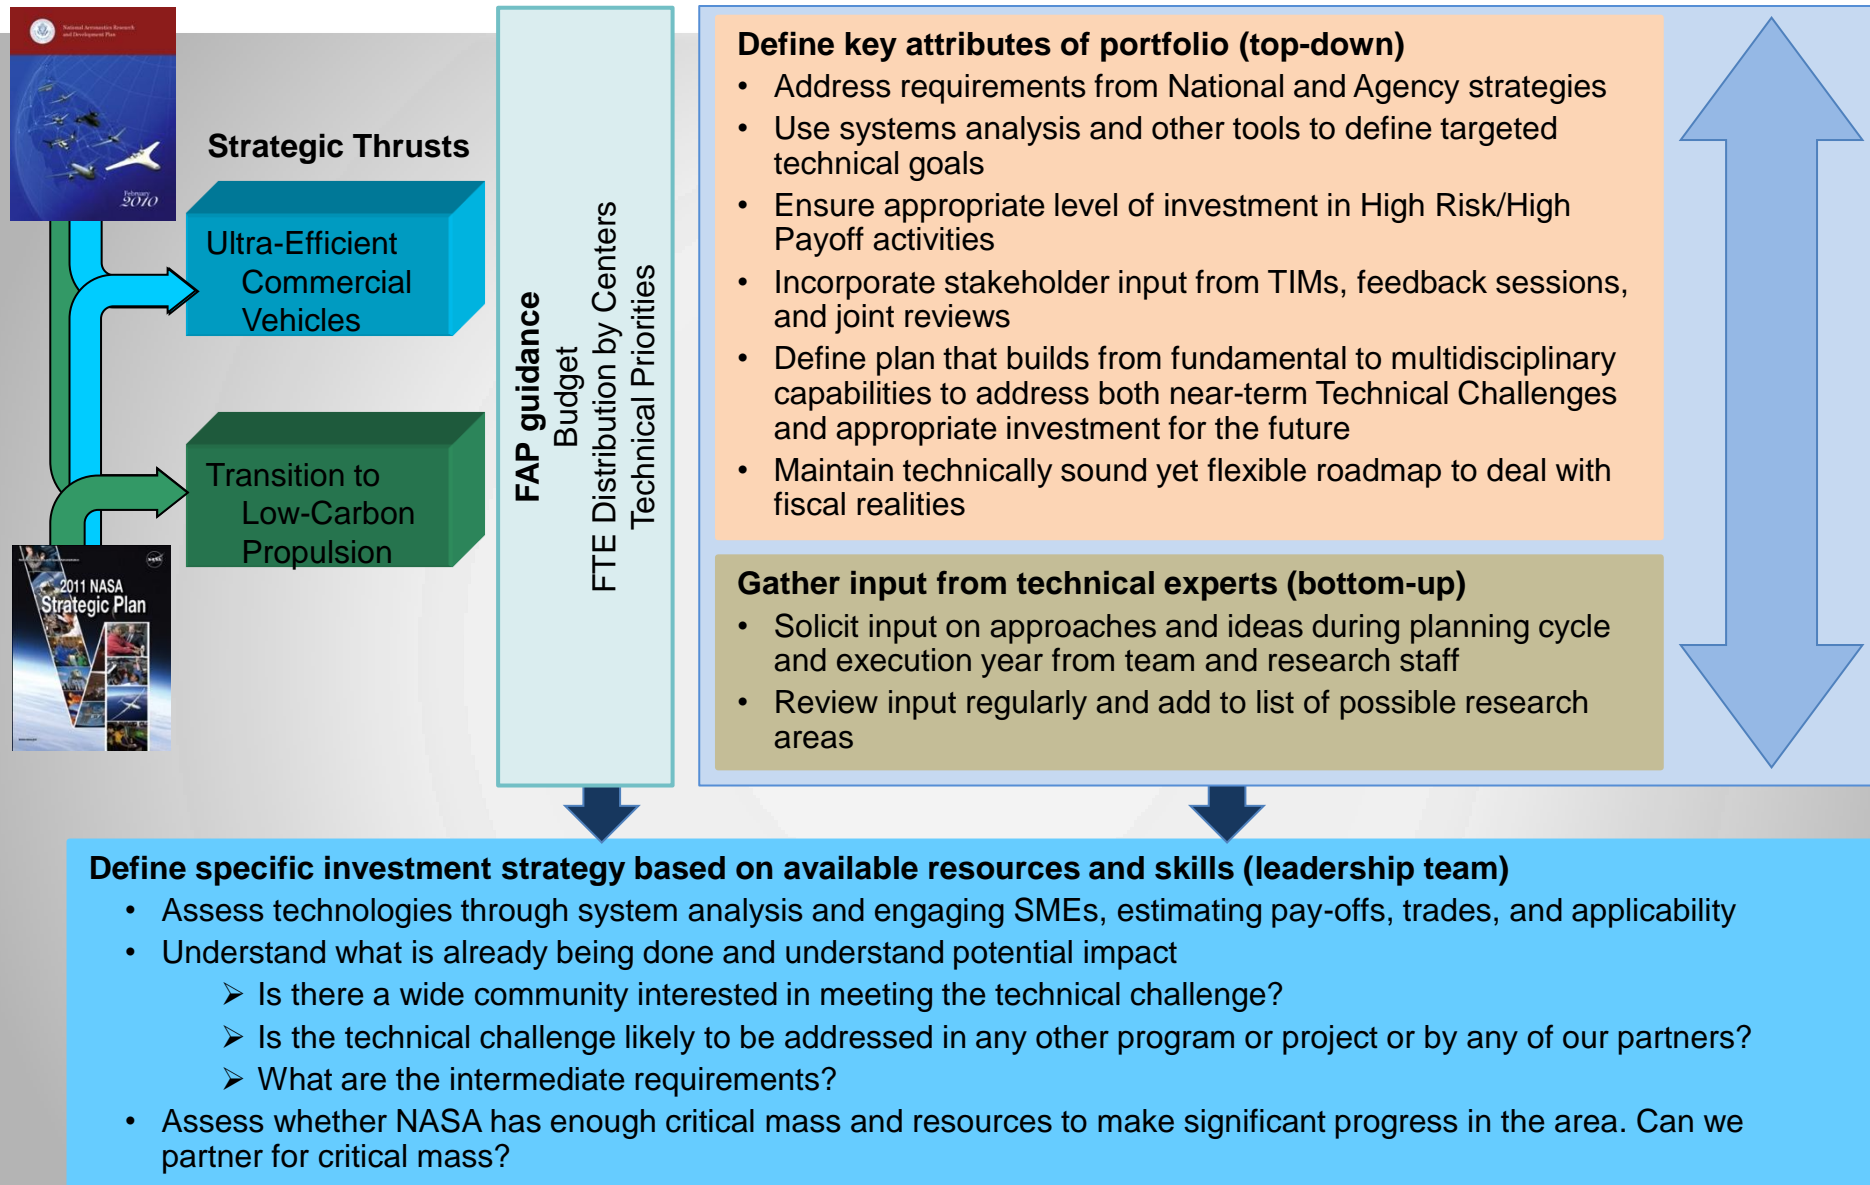 National Aeronautics Research
and Development Plan
February
2010
Strategic Thrusts
Ultra-Efficient
Commercial
Vehicles
Transition to
Low-Carbon
Propulsion
2011 NASA
Strategic Plan
FAP guidance
Budget
FTE Distribution by Centers
Technical Priorities
Define key attributes of portfolio (top-down)
• Address requirements from National and Agency strategies
• Use systems analysis and other tools to define targeted
technical goals
• Ensure appropriate level of investment in High Risk/High
Payoff activities
• Incorporate stakeholder input from TIMs, feedback sessions,
and joint reviews
• Define plan that builds from fundamental to multidisciplinary
capabilities to address both near-term Technical Challenges
and appropriate investment for the future
• Maintain technically sound yet flexible roadmap to deal with
fiscal realities
Gather input from technical experts (bottom-up)
• Solicit input on approaches and ideas during planning cycle
and execution year from team and research staff
• Review input regularly and add to list of possible research
areas
Define specific investment strategy based on available resources and skills (leadership team)
• Assess technologies through system analysis and engaging SMEs, estimating pay-offs, trades, and applicability
• Understand what is already being done and understand potential impact
➢ Is there a wide community interested in meeting the technical challenge?
➢ Is the technical challenge likely to be addressed in any other program or project or by any of our partners?
➢ What are the intermediate requirements?
• Assess whether NASA has enough critical mass and resources to make significant progress in the area. Can we
partner for critical mass?